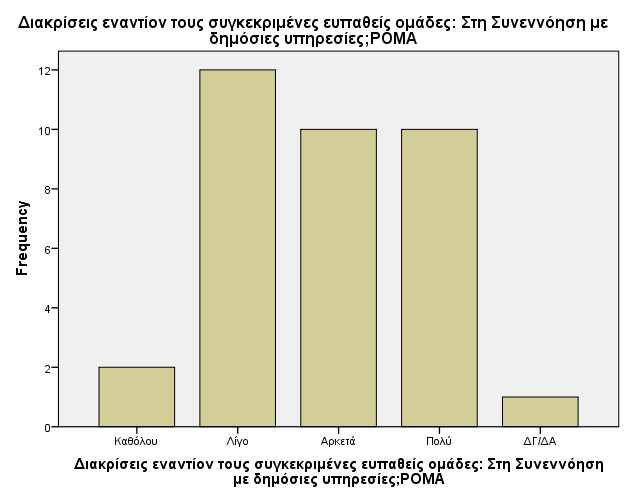 Διακρίσεις εναντίον τους συγκεκριμένες ευπαθείς ομάδες: Στη Συνεννόηση με
δημόσιες υπηρεσίες;ΡΟΜΑ
Frequency
12
10
8
6
4
2
0
Καθόλου Λίγο Αρκετά Πολύ ΔΓ/ΔΑ
Διακρίσεις εναντίον τους συγκεκριμένες ευπαθείς ομάδες: Στη Συνεννόηση
με δημόσιες υπηρεσίες;ΡΟΜΑ